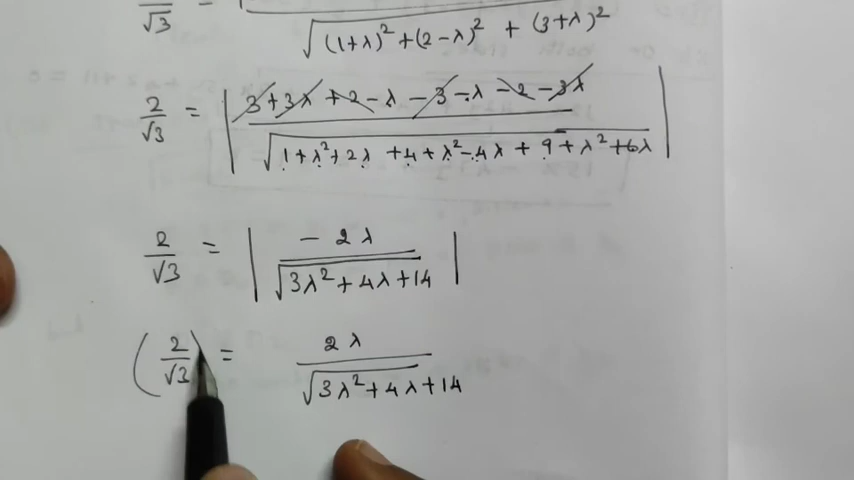 /√3 = | / √((1+λ)² + (2-λ)² + (3+λ)²)
2/√3 = | (3+3λ+2-λ-3-λ-2-3λ) / √(1+λ²+2λ+4+λ²-4λ+9+λ²+6λ) |
2/√3 = | -2λ / √(3λ²+4λ+14) |
(2/√3) = 2λ / √(3λ²+4λ+14)